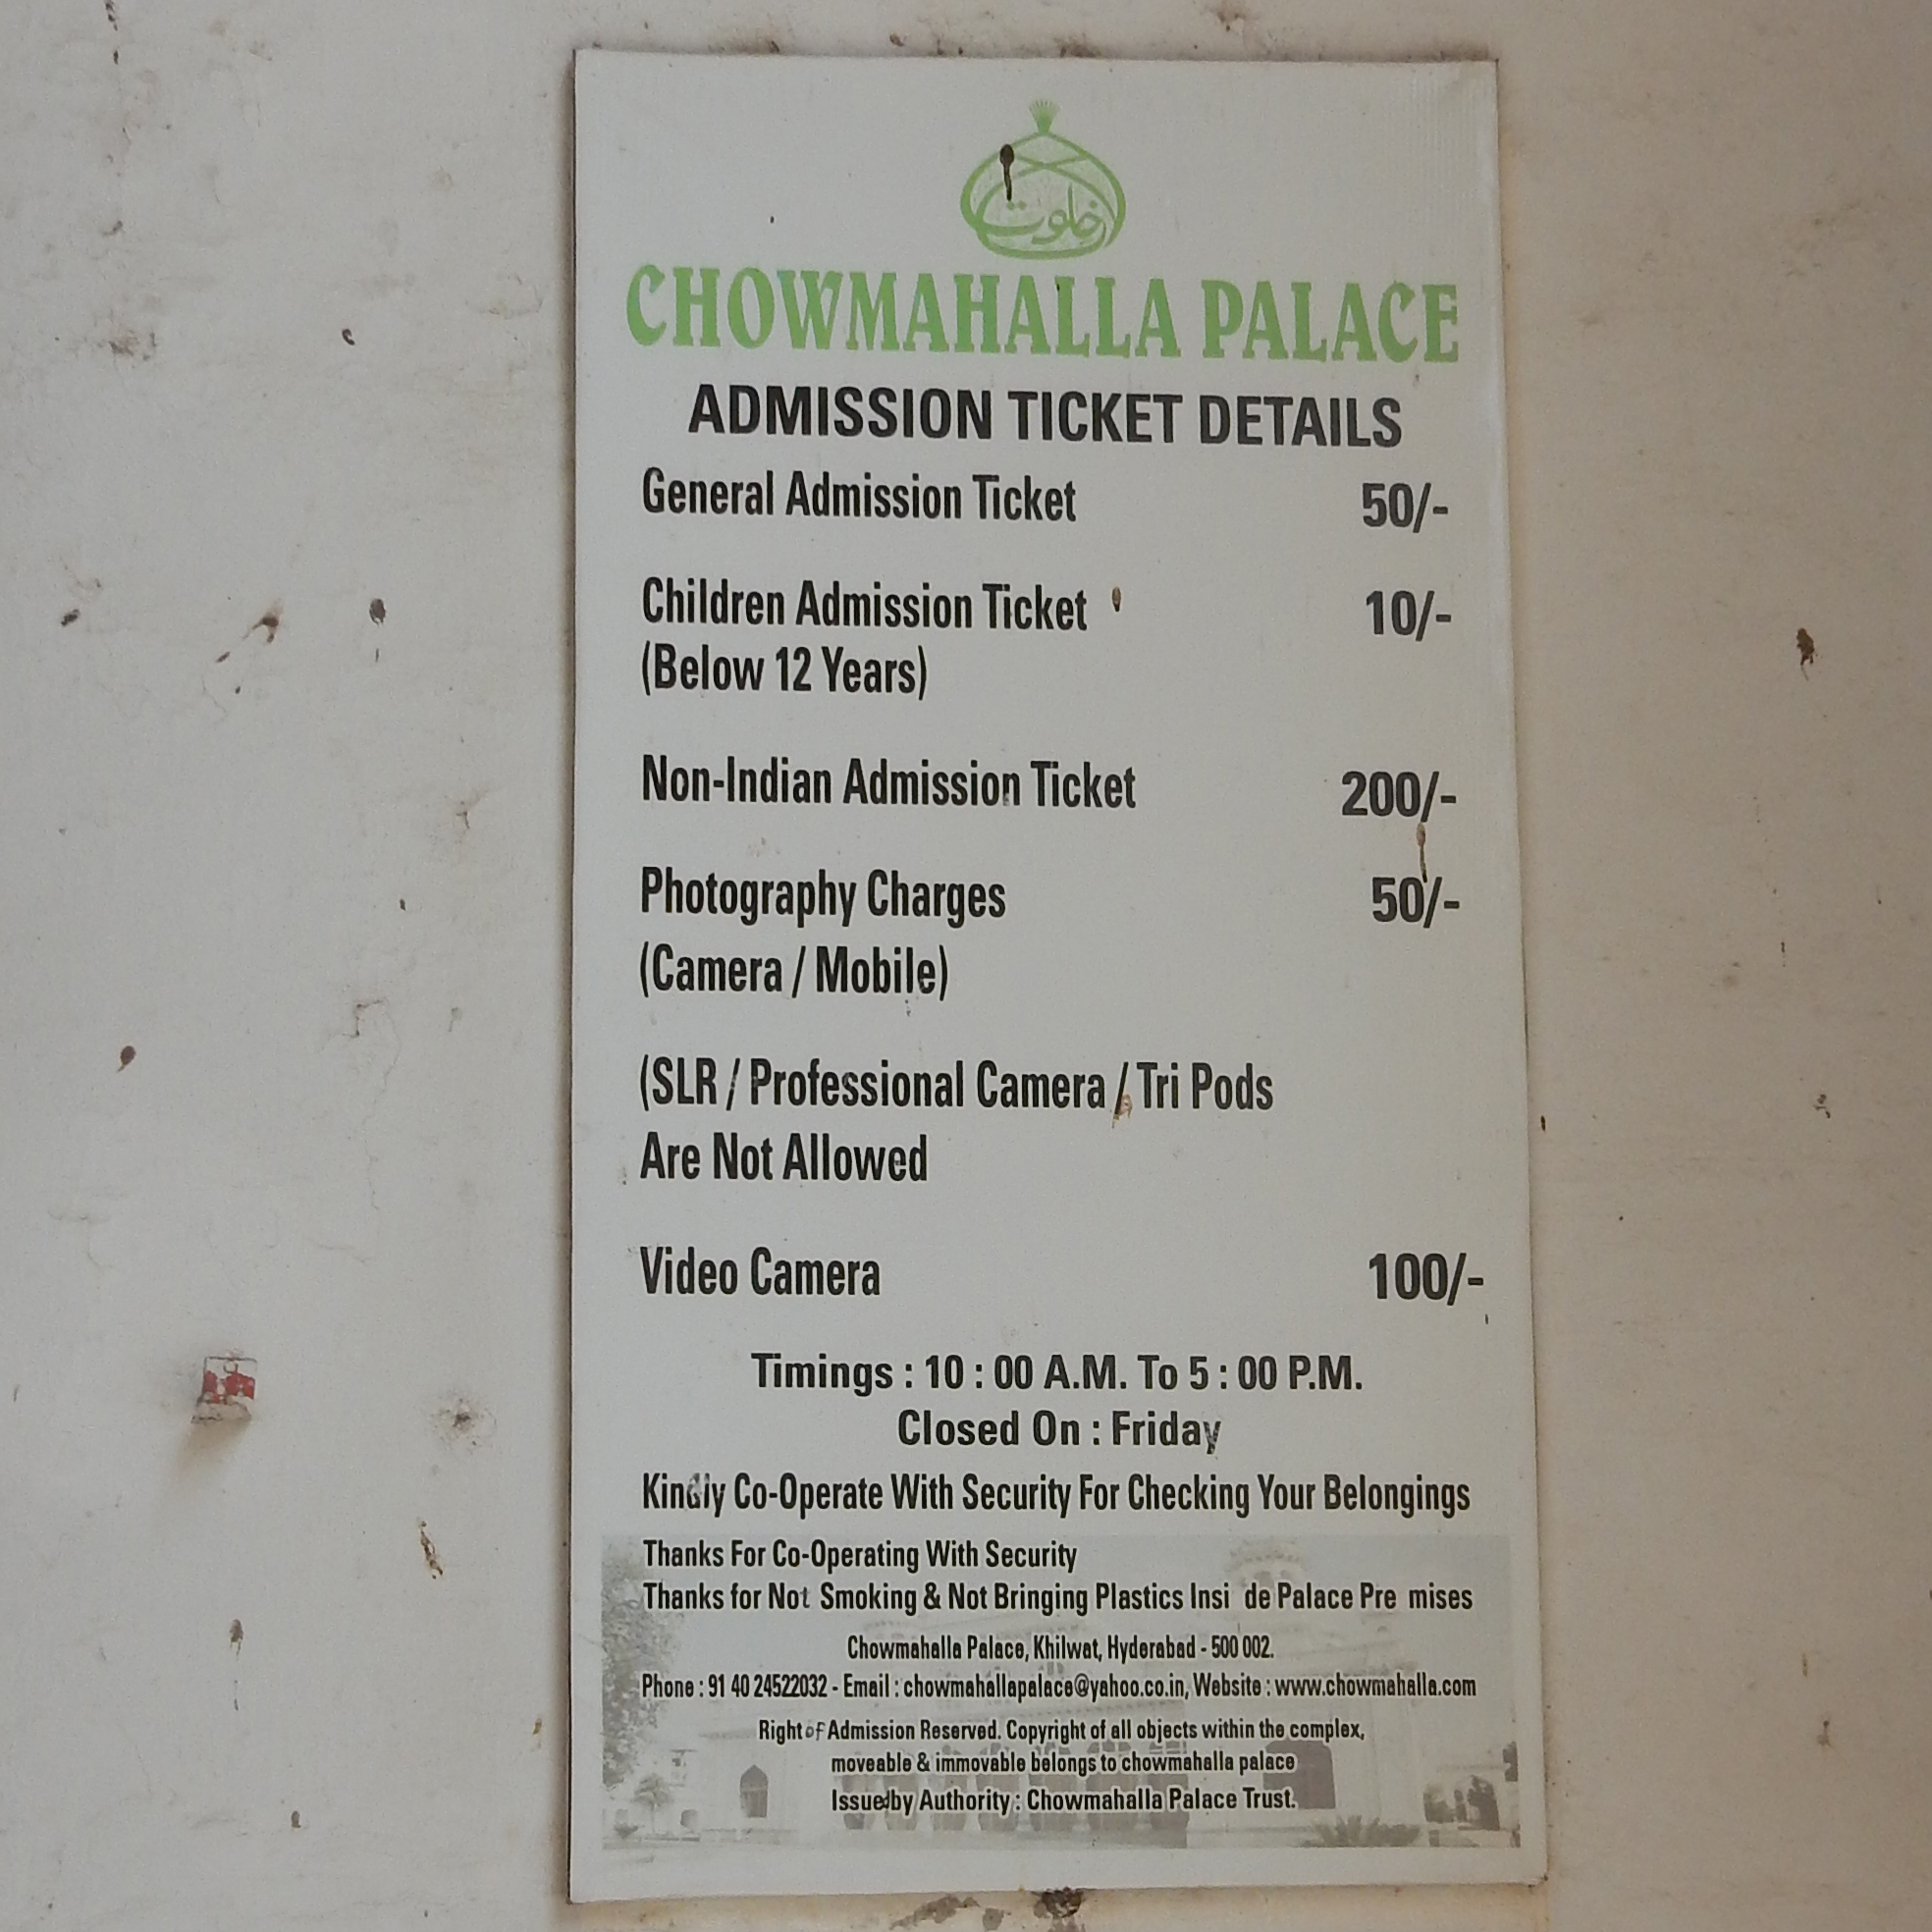 خلوت
CHOWMAHALLA PALACE
ADMISSION TICKET DETAILS
General Admission Ticket 50/-
Children Admission Ticket 10/-
(Below 12 Years)
Non-Indian Admission Ticket 200/-
Photography Charges 50/-
(Camera / Mobile)
(SLR / Professional Camera / Tri Pods
Are Not Allowed
Video Camera 100/-
Timings : 10 : 00 A.M. To 5 : 00 P.M.
Closed On : Friday
Kindly Co-Operate With Security For Checking Your Belongings
Thanks For Co-Operating With Security
Thanks for Not Smoking & Not Bringing Plastics Insi de Palace Pre mises
Chowmahalla Palace, Khilwat, Hyderabad - 500 002.
Phone : 91 40 24522032 - Email : chowmahallapalace@yahoo.co.in, Website : www.chowmahalla.com
Right of Admission Reserved. Copyright of all objects within the complex,
moveable & immovable belongs to chowmahalla palace
Issued by Authority : Chowmahalla Palace Trust.